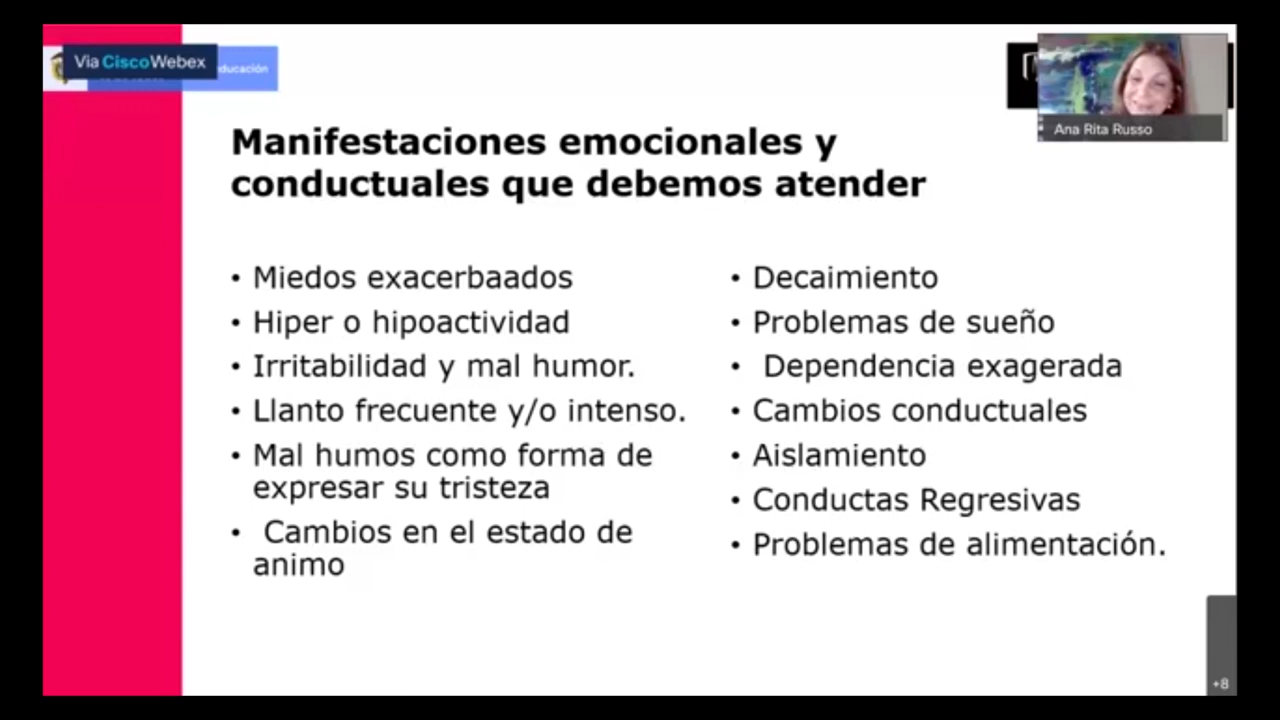 Via CiscoWebex
educación
Ana Rita Russo
Manifestaciones emocionales y
conductuales que debemos atender
• Miedos exacerbaados
• Hiper o hipoactividad
• Irritabilidad y mal humor.
• Llanto frecuente y/o intenso.
• Mal humos como forma de
expresar su tristeza
• Cambios en el estado de
animo
• Decaimiento
• Problemas de sueño
• Dependencia exagerada
• Cambios conductuales
• Aislamiento
• Conductas Regresivas
• Problemas de alimentación.
+8